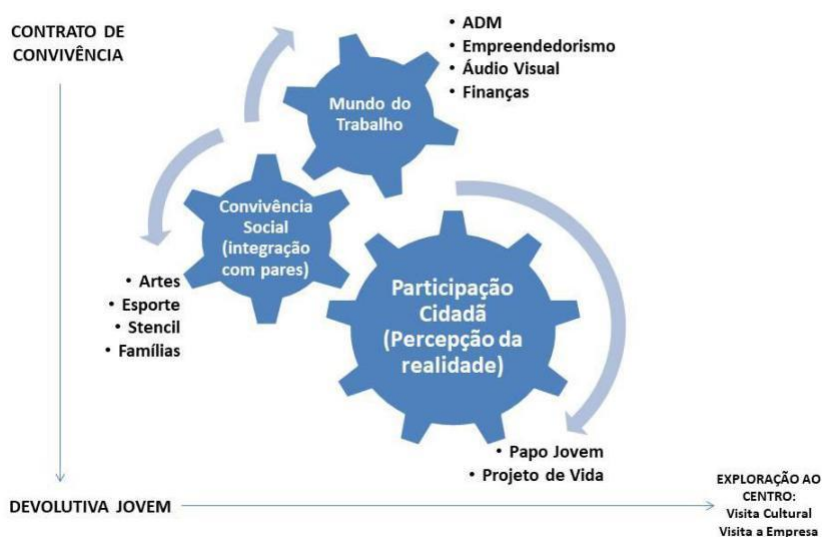 CONTRATO DE
CONVIVÊNCIA
• ADM
• Empreendedorismo
• Áudio Visual
• Finanças
Mundo do
Trabalho
Convivência
Social
(integração
com pares)
• Artes
• Esporte
• Stencil
• Famílias
Participação
Cidadã
(Percepção da
realidade)
• Papo Jovem
• Projeto de Vida
DEVOLUTIVA JOVEM
EXPLORAÇÃO AO
CENTRO:
Visita Cultural
Visita a Empresa